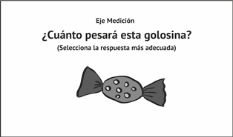 Eje Medición
¿Cuánto pesará esta golosina?
(Selecciona la respuesta más adecuada)